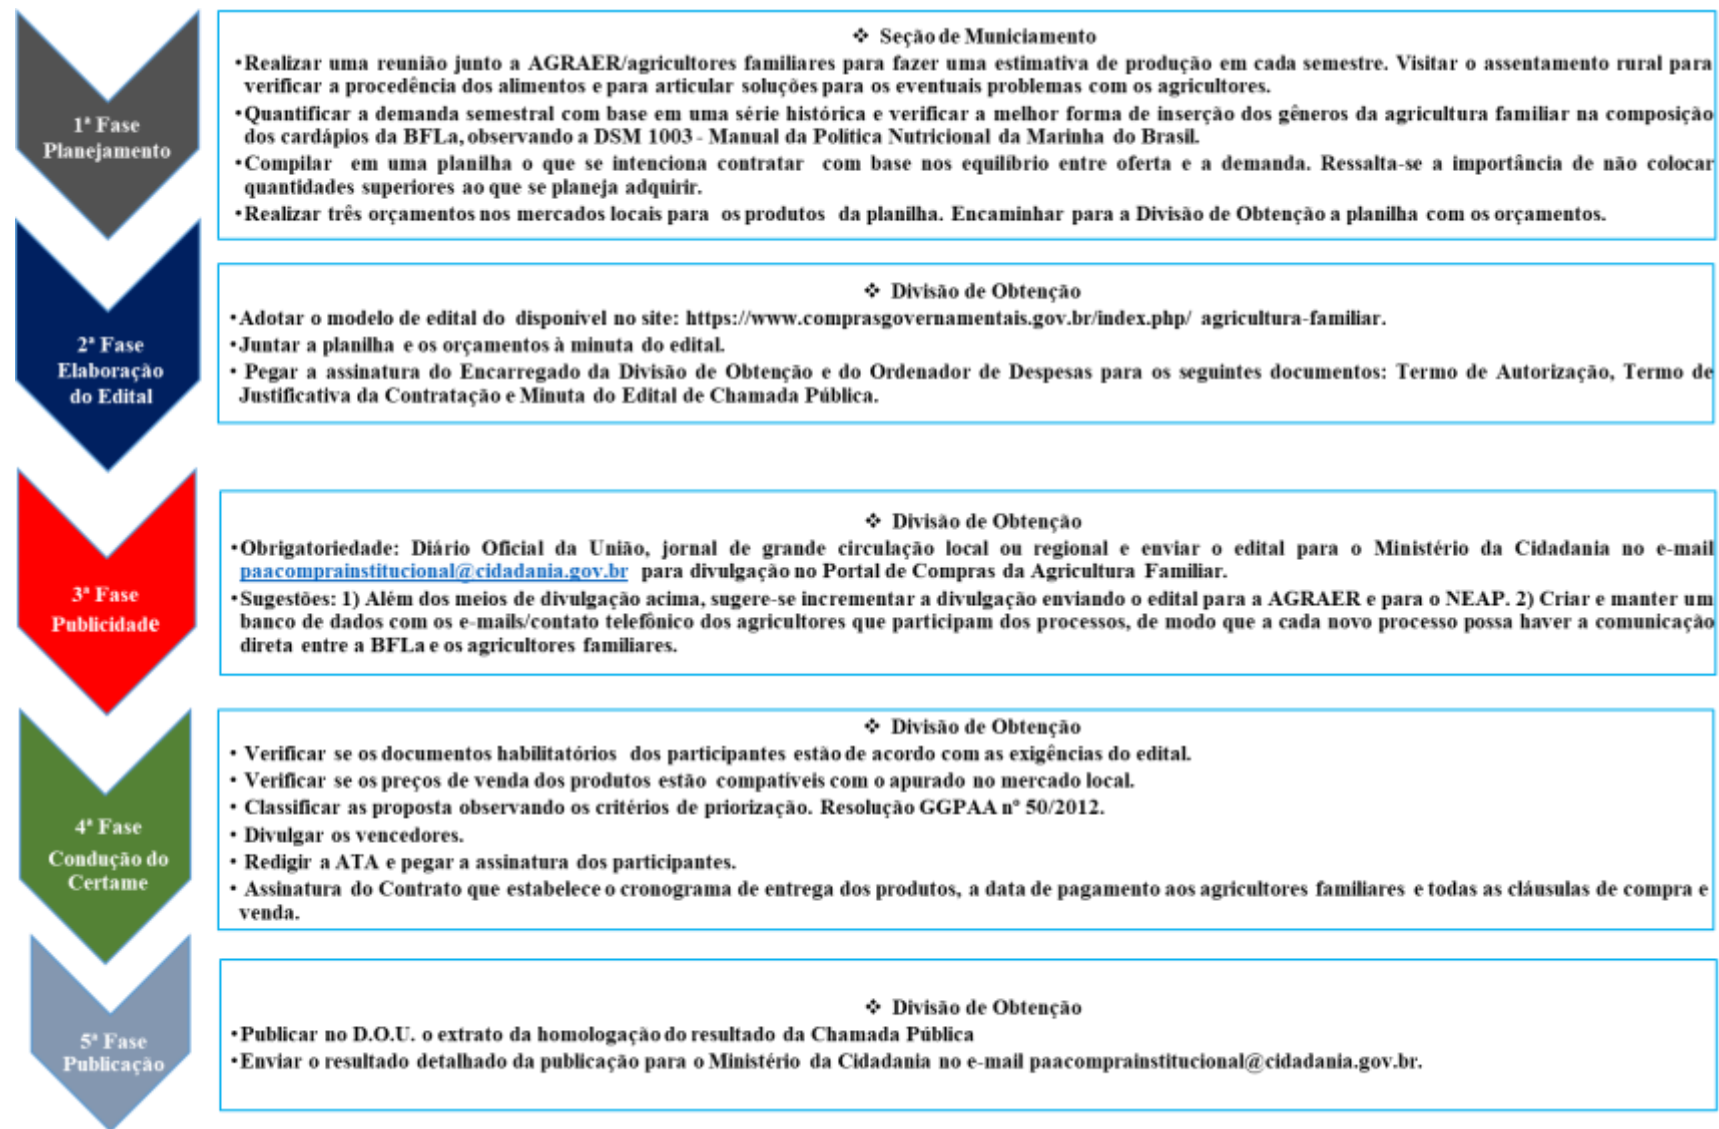 1ª Fase
Planejamento
❖ Seção de Municiamento
•Realizar uma reunião junto a AGRAER/agricultores familiares para fazer uma estimativa de produção em cada semestre. Visitar o assentamento rural para
verificar a procedência dos alimentos e para articular soluções para os eventuais problemas com os agricultores.
•Quantificar a demanda semestral com base em uma série histórica e verificar a melhor forma de inserção dos gêneros da agricultura familiar na composição
dos cardápios da BFLa, observando a DSM 1003 - Manual da Política Nutricional da Marinha do Brasil.
•Compilar em uma planilha o que se intenciona contratar com base nos equilíbrio entre oferta e a demanda. Ressalta-se a importância de não colocar
quantidades superiores ao que se planeja adquirir.
•Realizar três orçamentos nos mercados locais para os produtos da planilha. Encaminhar para a Divisão de Obtenção a planilha com os orçamentos.
2ª Fase
Elaboração
do Edital
❖ Divisão de Obtenção
•Adotar o modelo de edital do disponível no site: https://www.comprasgovernamentais.gov.br/index.php/ agricultura-familiar.
•Juntar a planilha e os orçamentos à minuta do edital.
• Pegar a assinatura do Encarregado da Divisão de Obtenção e do Ordenador de Despesas para os seguintes documentos: Termo de Autorização, Termo de
Justificativa da Contratação e Minuta do Edital de Chamada Pública.
3ª Fase
Publicidade
❖ Divisão de Obtenção
•Obrigatoriedade: Diário Oficial da União, jornal de grande circulação local ou regional e enviar o edital para o Ministério da Cidadania no e-mail
paacomprainstitucional@cidadania.gov.br para divulgação no Portal de Compras da Agricultura Familiar.
•Sugestões: 1) Além dos meios de divulgação acima, sugere-se incrementar a divulgação enviando o edital para a AGRAER e para o NEAP. 2) Criar e manter um
banco de dados com os e-mails/contato telefônico dos agricultores que participam dos processos, de modo que a cada novo processo possa haver a comunicação
direta entre a BFLa e os agricultores familiares.
4ª Fase
Condução do
Certame
❖ Divisão de Obtenção
• Verificar se os documentos habilitatórios dos participantes estão de acordo com as exigências do edital.
• Verificar se os preços de venda dos produtos estão compatíveis com o apurado no mercado local.
• Classificar as proposta observando os critérios de priorização. Resolução GGPAA nº 50/2012.
• Divulgar os vencedores.
• Redigir a ATA e pegar a assinatura dos participantes.
• Assinatura do Contrato que estabelece o cronograma de entrega dos produtos, a data de pagamento aos agricultores familiares e todas as cláusulas de compra e
venda.
5ª Fase
Publicação
❖ Divisão de Obtenção
•Publicar no D.O.U. o extrato da homologação do resultado da Chamada Pública
•Enviar o resultado detalhado da publicação para o Ministério da Cidadania no e-mail paacomprainstitucional@cidadania.gov.br.